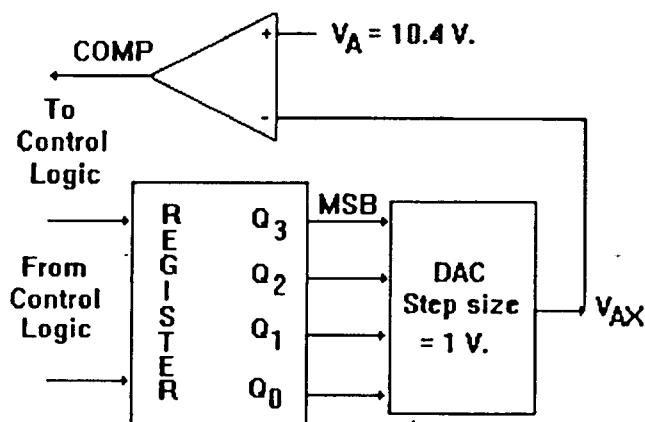 COMP
+
V_A = 10.4 V.
-
To
Control
Logic
REGISTER
Q3
MSB
Q2
Q1
Q0
From
Control
Logic
DAC
Step size
= 1 V.
V_AX